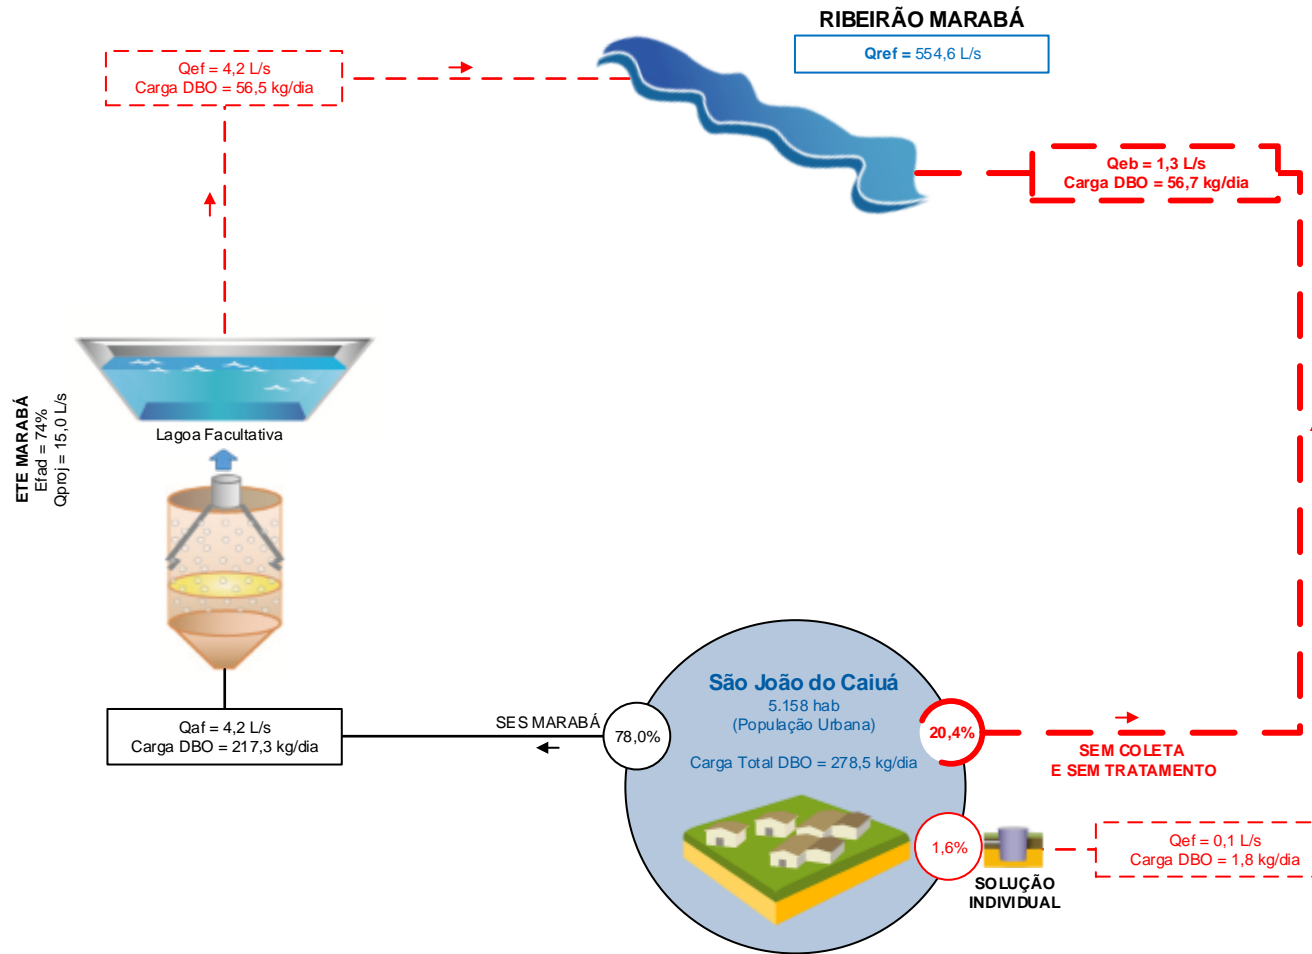 RIBEIRÃO MARABÁ
Qref = 554,6 L/s
Qef = 4,2 L/s
Carga DBO = 56,5 kg/dia
Qeb = 1,3 L/s
Carga DBO = 56,7 kg/dia
ETE MARABÁ
Efad = 74%
Qproj = 15,0 L/s
Lagoa Facultativa
Qaf = 4,2 L/s
Carga DBO = 217,3 kg/dia
SES MARABÁ
78,0%
São João do Caiuá
5.158 hab
(População Urbana)
Carga Total DBO = 278,5 kg/dia
20,4%
SEM COLETA
E SEM TRATAMENTO
1,6%
SOLUÇÃO
INDIVIDUAL
Qef = 0,1 L/s
Carga DBO = 1,8 kg/dia